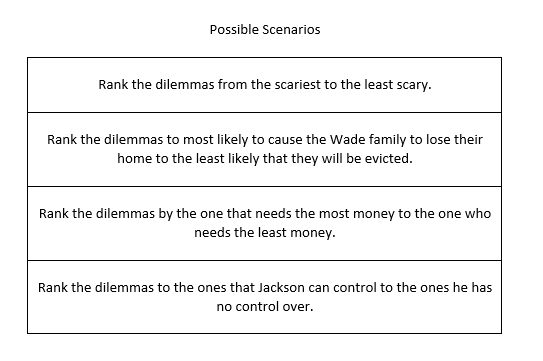 Possible Scenarios
Rank the dilemmas from the scariest to the least scary.
Rank the dilemmas to most likely to cause the Wade family to lose their
home to the least likely that they will be evicted.
Rank the dilemmas by the one that needs the most money to the one who
needs the least money.
Rank the dilemmas to the ones that Jackson can control to the ones he has
no control over.